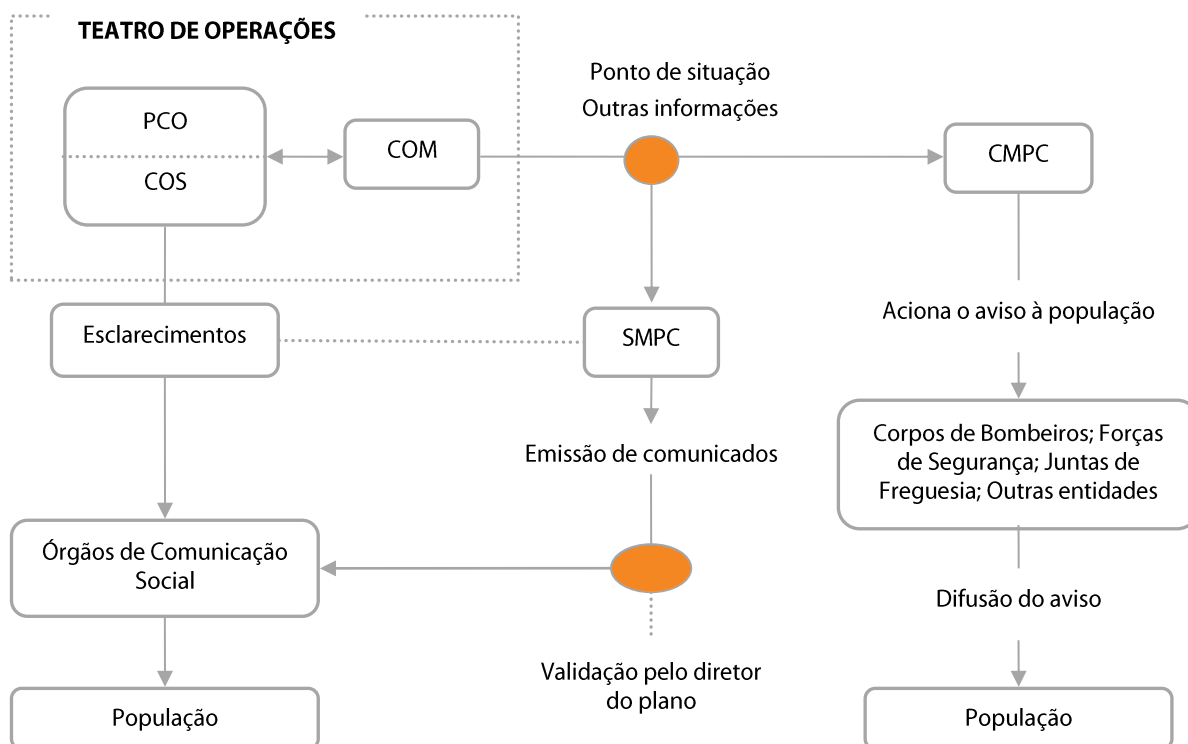 TEATRO DE OPERAÇÕES
PCO
COS
COM
Ponto de situação
Outras informações
CMPC
Esclarecimentos
SMPC
Aciona o aviso à população
Emissão de comunicados
Corpos de Bombeiros; Forças
de Segurança; Juntas de
Freguesia; Outras entidades
Órgãos de Comunicação
Social
Difusão do aviso
Validação pelo diretor
do plano
População
População